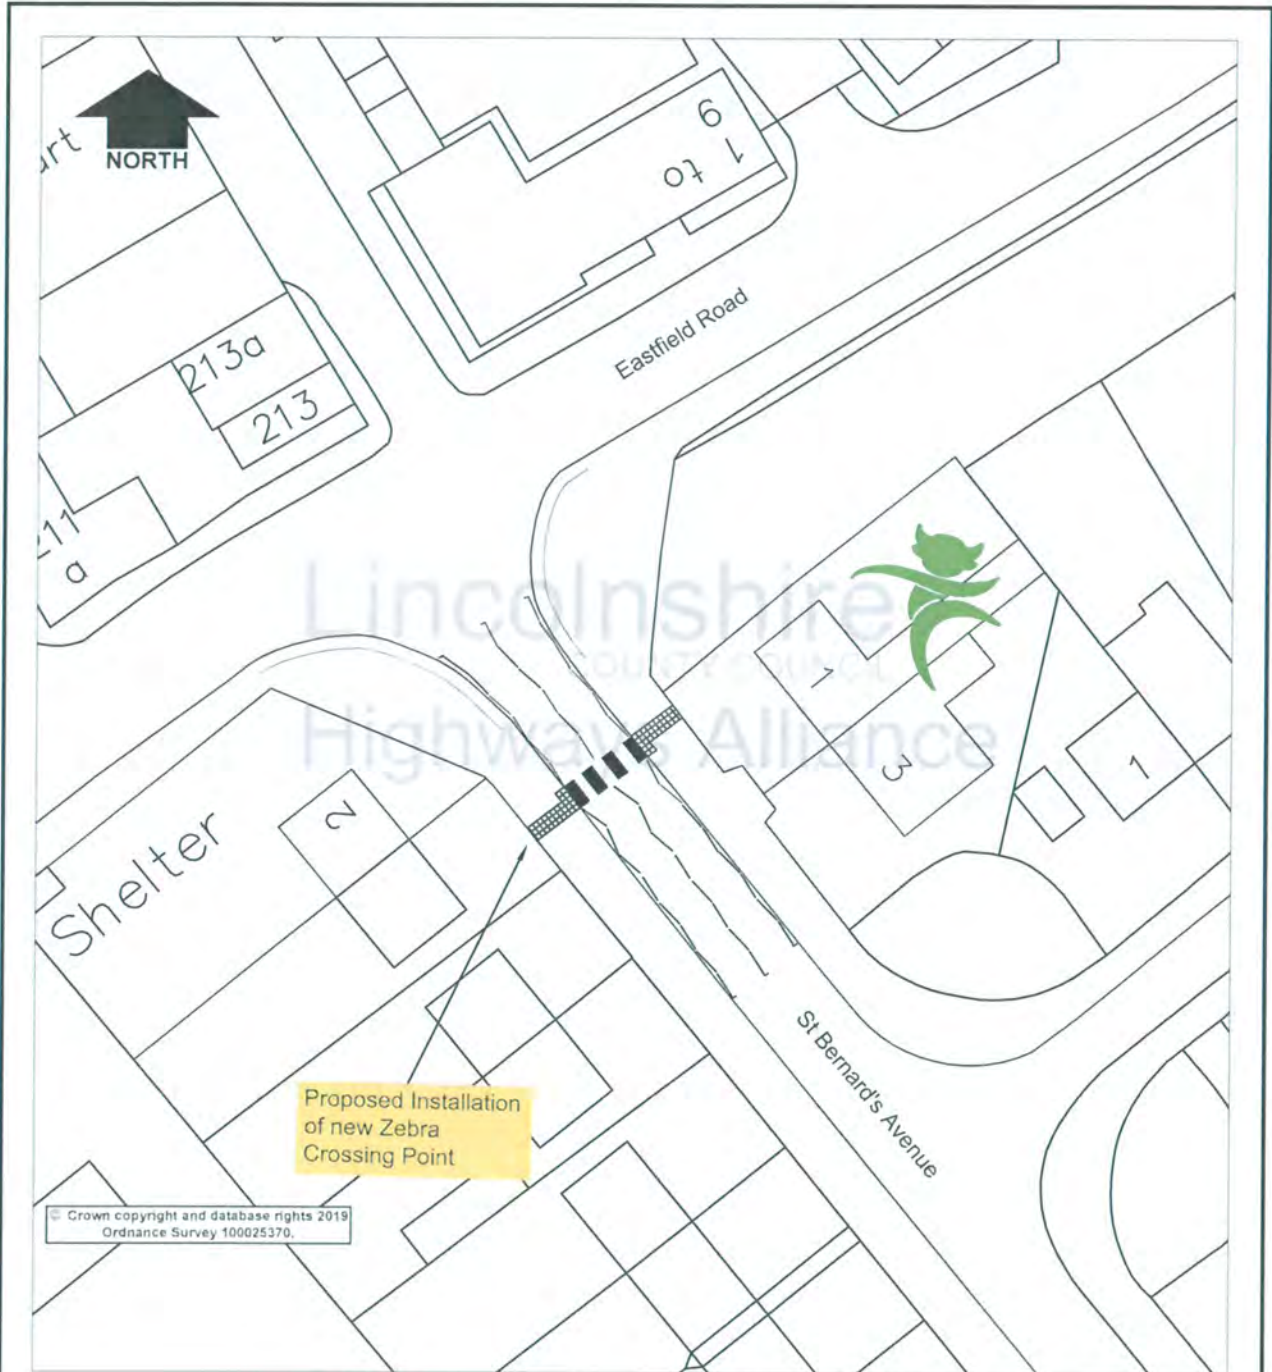 NORTH
1 to 9
Eastfield Road
213a
213
a
Lincolnshire
COUNTY COUNCIL
Highways Alliance
1
3
1
2
Shelter
St Bernard's Avenue
Proposed Installation
of new Zebra
Crossing Point
© Crown copyright and database rights 2019
Ordnance Survey 100025370.